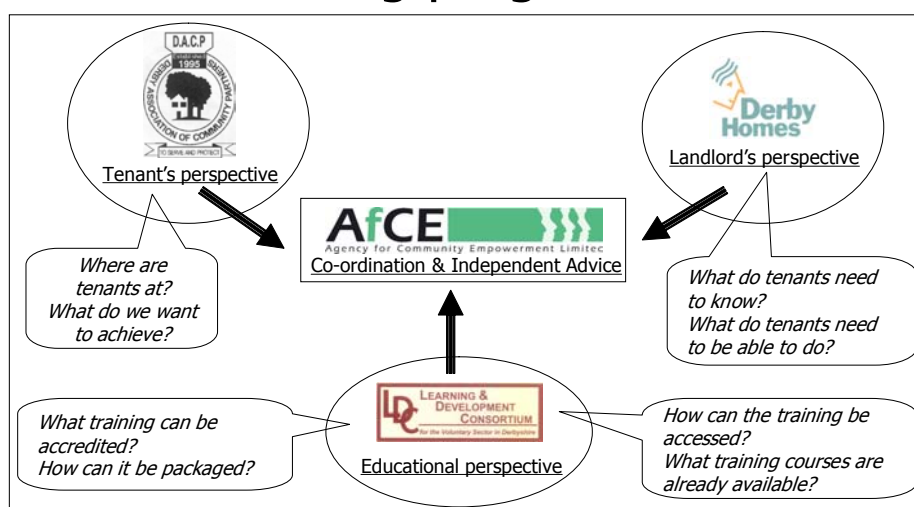 D.A.C.P
1995
DERBY ASSOCIATION OF COMMUNITY PARTNERS
TO SERVE AND PROTECT
Tenant's perspective
Derby
Homes
Landlord's perspective
AfCE
Agency for Community Empowerment Limitec
Co-ordination & Independent Advice
Where are
tenants at?
What do we want
to achieve?
What do tenants need
to know?
What do tenants need
to be able to do?
LDC
LEARNING &
DEVELOPMENT
CONSORTIUM
for the Voluntary Sector in Derbyshire
Educational perspective
What training can be
accredited?
How can it be packaged?
How can the training be
accessed?
What training courses are
already available?